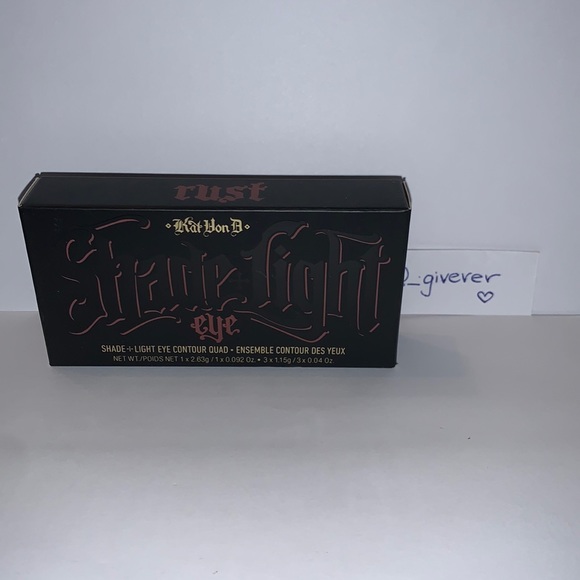 rust
Kat Von D
Shade + Light
eye
SHADE + LIGHT EYE CONTOUR QUAD • ENSEMBLE CONTOUR DES YEUX
NET WT./POIDS NET 1 x 2.63g / 1 x 0.092 Oz. • 3 x 1.15g / 3 x 0.04 Oz.
_giverer ♡